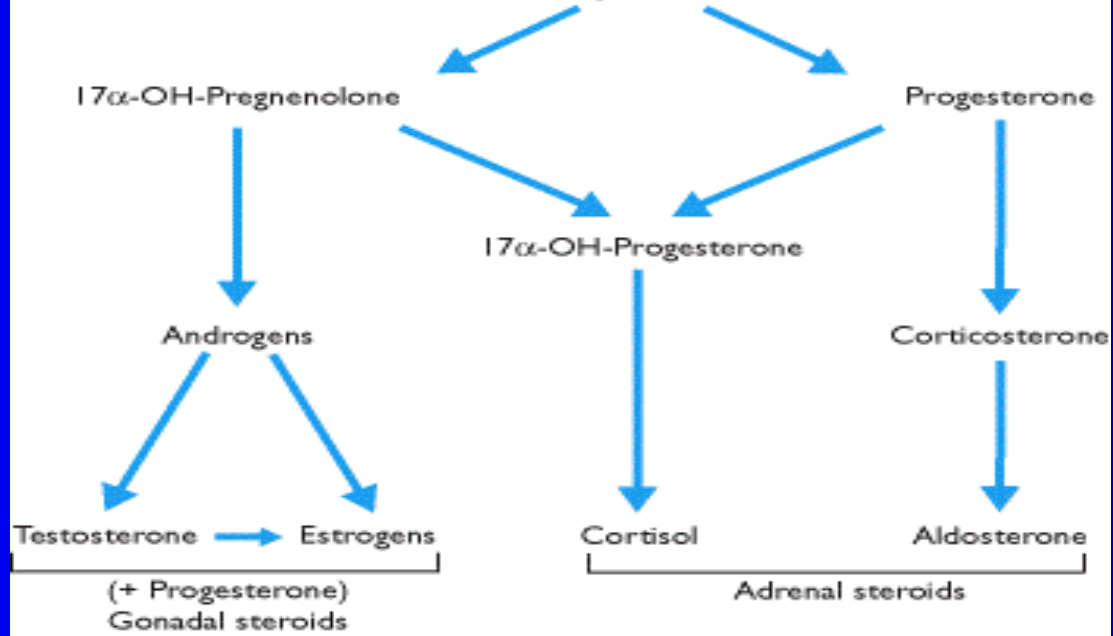 17α-OH-Pregnenolone
Progesterone
17α-OH-Progesterone
Androgens
Corticosterone
Testosterone
Estrogens
Cortisol
Aldosterone
(+ Progesterone)
Gonadal steroids
Adrenal steroids